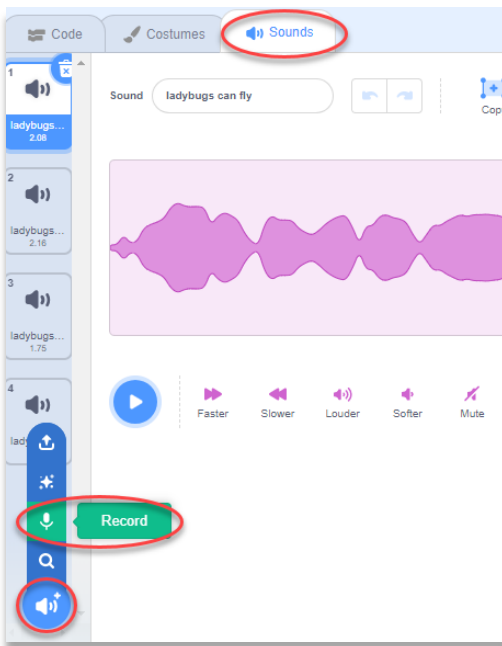 Code Costumes Sounds
1
ladybugs...
2.08
Sound ladybugs can fly
Cop
2
ladybugs...
2.16
3
ladybugs...
1.75
Faster Slower Louder Softer Mute
4
lad
Record